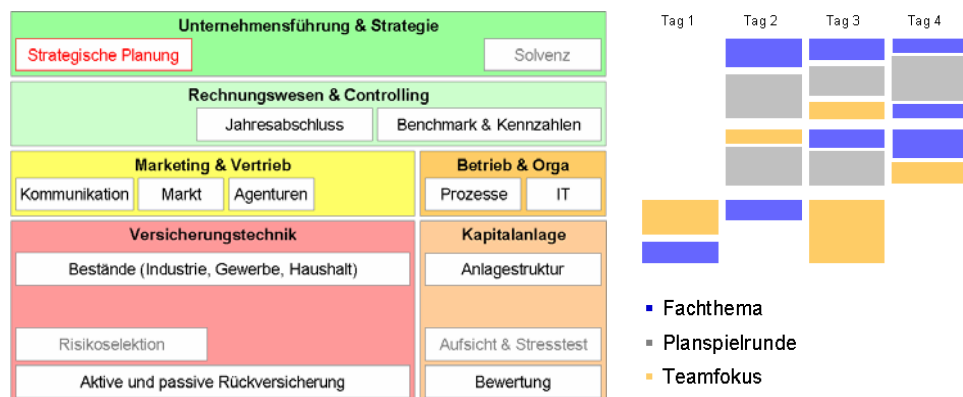 Unternehmensführung & Strategie
Strategische Planung
Solvenz
Rechnungswesen & Controlling
Jahresabschluss
Benchmark & Kennzahlen
Marketing & Vertrieb
Kommunikation
Markt
Agenturen
Betrieb & Orga
Prozesse
IT
Versicherungstechnik
Bestände (Industrie, Gewerbe, Haushalt)
Risikoselektion
Aktive und passive Rückversicherung
Kapitalanlage
Anlagestruktur
Aufsicht & Stresstest
Bewertung
Tag 1
Tag 2
Tag 3
Tag 4
Fachthema
Planspielrunde
Teamfokus